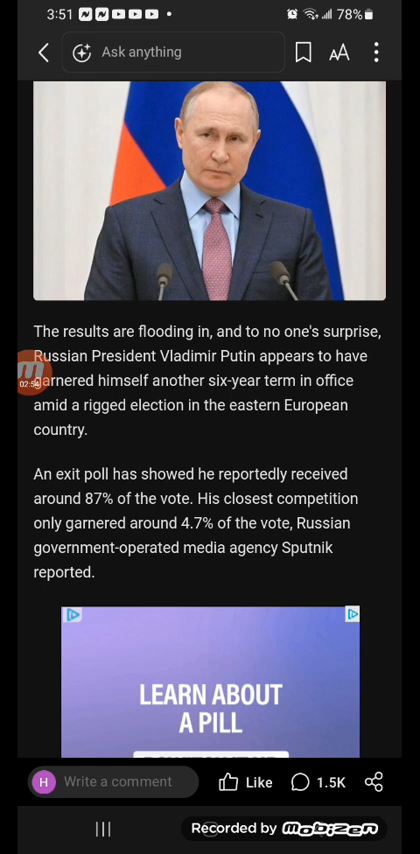 3:51
78%
Ask anything
AA
The results are flooding in, and to no one's surprise,
Russian President Vladimir Putin appears to have
garnered himself another six-year term in office
02:54
amid a rigged election in the eastern European
country.
An exit poll has showed he reportedly received
around 87% of the vote. His closest competition
only garnered around 4.7% of the vote, Russian
government-operated media agency Sputnik
reported.
LEARN ABOUT
A PILL
H Write a comment Like 1.5K
Recorded by mobizen